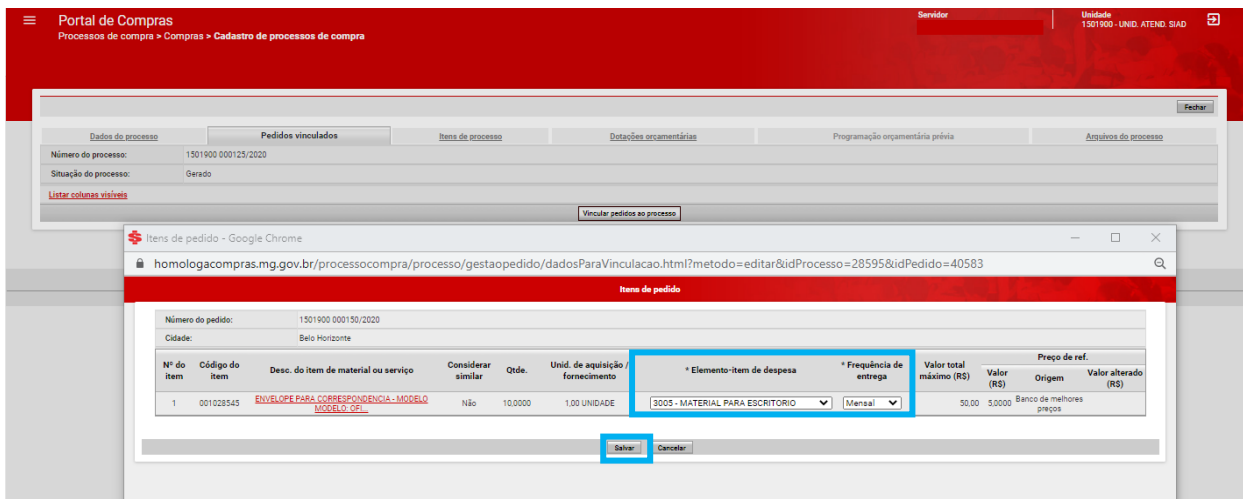 Portal de Compras
Processos de compra > Compras > Cadastro de processos de compra
Servidor
Unidade
1501900 - UNID. ATEND. SIAD
Fechar
Dados do processo Pedidos vinculados Itens de processo Dotações orçamentárias Programação orçamentária prévia Arquivos do processo
Número do processo: 1501900 000125/2020
Situação do processo: Gerado
Listar colunas visíveis
Vincular pedidos ao processo
Itens de pedido - Google Chrome
homologacompras.mg.gov.br/processocompra/processo/gestaopedido/dadosParaVinculacao.html?metodo=editar&idProcesso=28595&idPedido=40583
Itens de pedido
Número do pedido: 1501900 000150/2020
Cidade: Belo Horizonte
Nº do item Código do item Desc. do item de material ou serviço Considerar similar Qtde. Unid. de aquisição / fornecimento * Elemento-item de despesa * Frequência de entrega Valor total máximo (R$) Preço de ref.
Valor (R$) Origem Valor alterado (R$)
1 001028545 ENVELOPE PARA CORRESPONDENCIA - MODELO MODELO: OFI... Não 10,0000 1,00 UNIDADE 3005 - MATERIAL PARA ESCRITORIO Mensal 50,00 5,0000 Banco de melhores preços
Salvar Cancelar